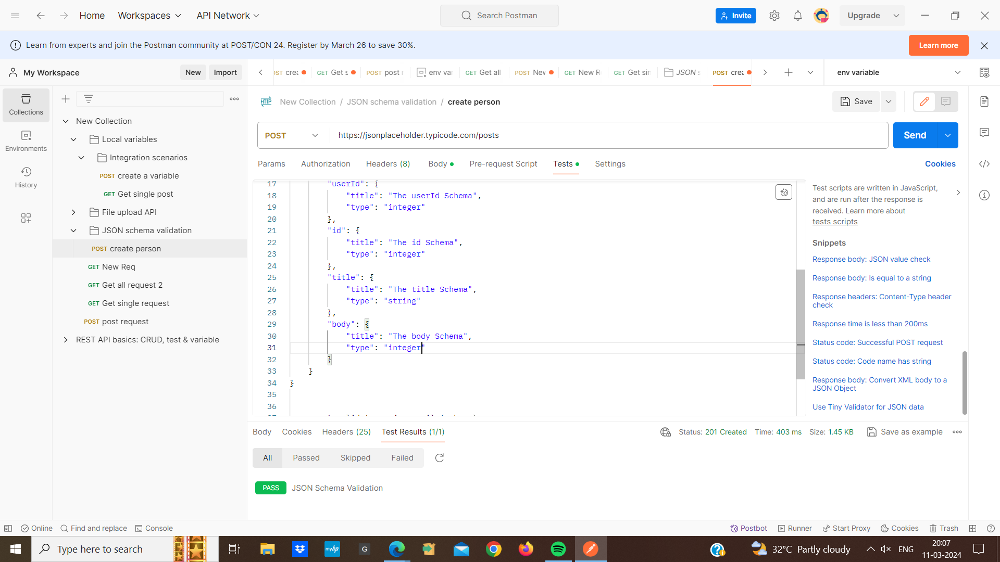 Home
Workspaces
API Network
Search Postman
Invite
Upgrade
Learn from experts and join the Postman community at POST/CON 24. Register by March 26 to save 30%.
Learn more
My Workspace
New
Import
OST crea
GET Get s
POST post r
env va
GET Get all
POST New
GET New R
GET Get sin
JSON s
POST crea
env variable
Collections
Environments
History
New Collection
Local variables
Integration scenarios
POST create a variable
GET Get single post
File upload API
JSON schema validation
POST create person
GET New Req
GET Get all request 2
GET Get single request
POST post request
REST API basics: CRUD, test & variable
HTTP
New Collection / JSON schema validation / create person
Save
POST
https://jsonplaceholder.typicode.com/posts
Send
Params
Authorization
Headers (8)
Body
Pre-request Script
Tests
Settings
Cookies
17 "userId": {
18 "title": "The userId Schema",
19 "type": "integer"
20 },
21 "id": {
22 "title": "The id Schema",
23 "type": "integer"
24 },
25 "title": {
26 "title": "The title Schema",
27 "type": "string"
28 },
29 "body": {
30 "title": "The body Schema",
31 "type": "integer"
32 }
33 }
34 }
35
36
Test scripts are written in JavaScript,
and are run after the response is
received. Learn more about
tests scripts
Snippets
Response body: JSON value check
Response body: Is equal to a string
Response headers: Content-Type header
check
Response time is less than 200ms
Status code: Successful POST request
Status code: Code name has string
Response body: Convert XML body to a
JSON Object
Use Tiny Validator for JSON data
Body
Cookies
Headers (25)
Test Results (1/1)
Status: 201 Created
Time: 403 ms
Size: 1.45 KB
Save as example
All
Passed
Skipped
Failed
PASS
JSON Schema Validation
Online
Find and replace
Console
Postbot
Runner
Start Proxy
Cookies
Trash
Type here to search
myhp
G
32°C Partly cloudy
ENG
20:07
11-03-2024